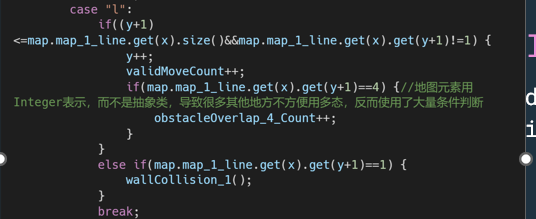 case "l":
if((y+1)
<=map.map_1_line.get(x).size()&&map.map_1_line.get(x).get(y+1)!=1) {
y++;
validMoveCount++;
if(map.map_1_line.get(x).get(y+1)==4) {//地图元素用
Integer表示，而不是抽象类，导致很多其他地方不方便用多态，反而使用了大量条件判断
obstacleOverlap_4_Count++;
}
}
else if(map.map_1_line.get(x).get(y+1)==1) {
wallCollision_1();
}
break;